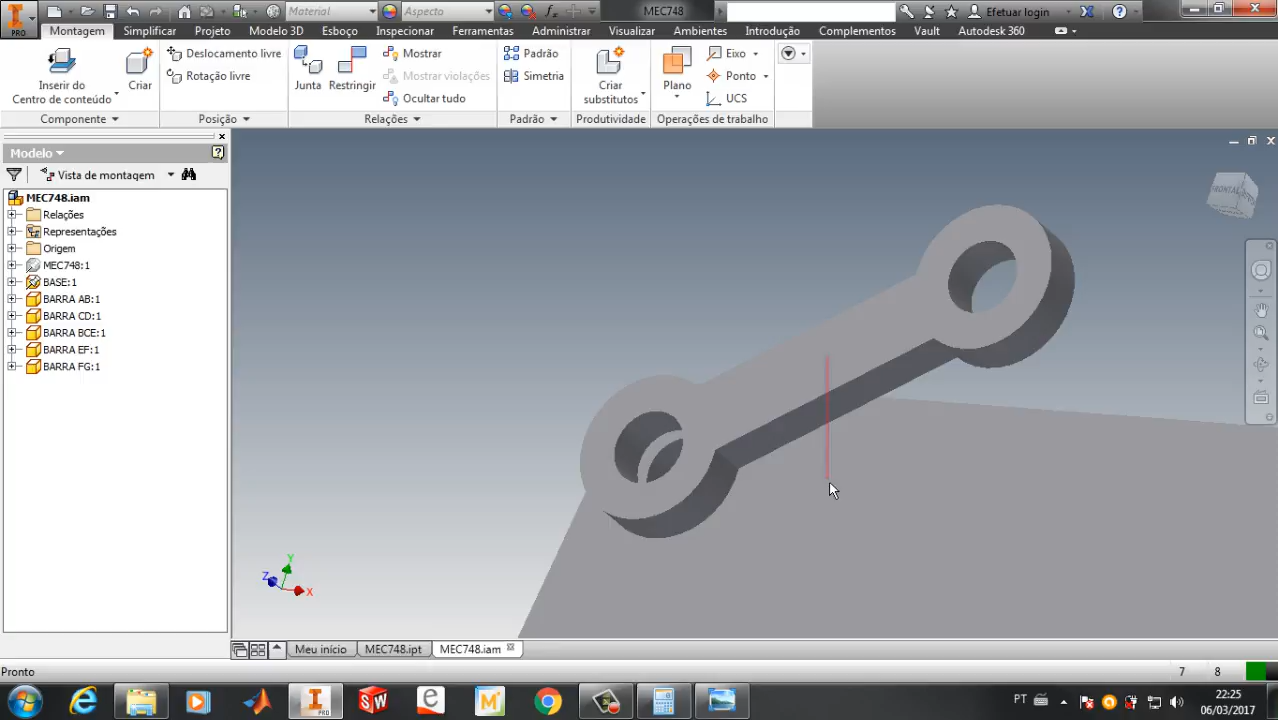 Material
Aspecto
MEC748
Efetuar login
PRO
Montagem Simplificar Projeto Modelo 3D Esboço Inspecionar Ferramentas Administrar Visualizar Ambientes Introdução Complementos Vault Autodesk 360
Inserir do
Centro de conteúdo
Criar
Componente
Deslocamento livre
Rotação livre
Posição
Junta
Restringir
Mostrar
Mostrar violações
Ocultar tudo
Relações
Padrão
Simetria
Padrão
Criar
substitutos
Produtividade
Plano
Eixo
Ponto
UCS
Operações de trabalho
Modelo
Vista de montagem
MEC748.iam
Relações
Representações
Origem
MEC748:1
BASE:1
BARRA AB:1
BARRA CD:1
BARRA BCE:1
BARRA EF:1
BARRA FG:1
Y
Z
X
Meu início
MEC748.ipt
MEC748.iam
Pronto
7
8
PRO
SW
e
M
PT
22:25
06/03/2017